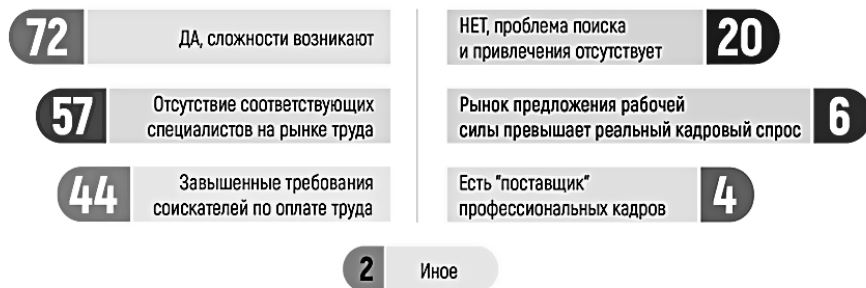 72
ДА, сложности возникают
57
Отсутствие соответствующих
специалистов на рынке труда
44
Завышенные требования
соискателей по оплате труда
НЕТ, проблема поиска
и привлечения отсутствует
20
Рынок предложения рабочей
силы превышает реальный кадровый спрос
6
Есть "поставщик"
профессиональных кадров
4
2
Иное